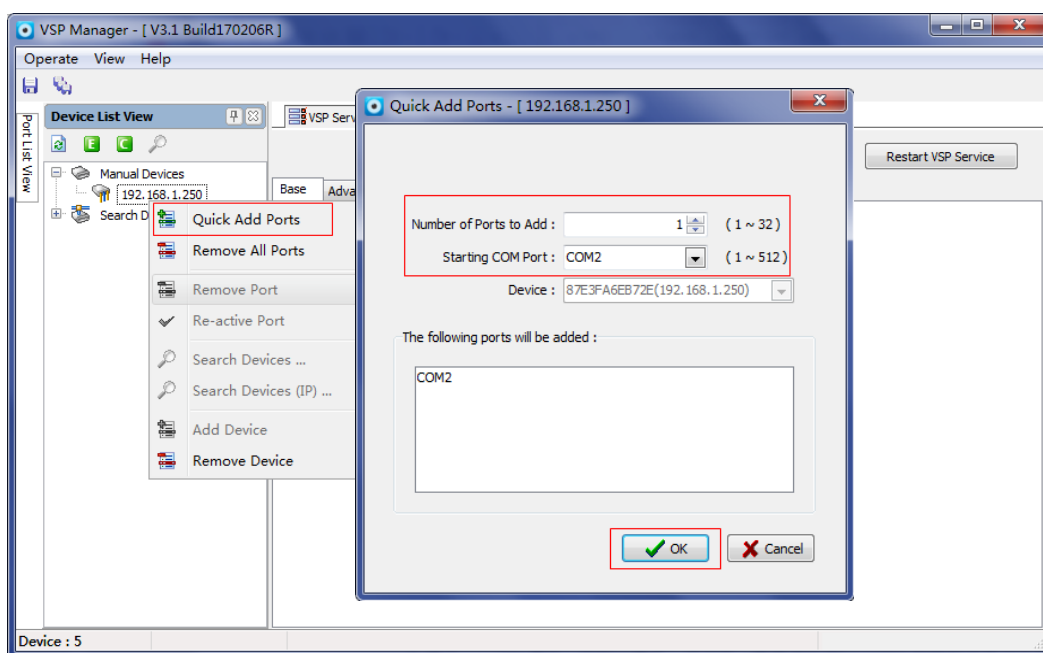 VSP Manager - [ V3.1 Build170206R ]
Operate View Help
Port List View
Device List View
E C
Manual Devices
192.168.1.250
Search D
Quick Add Ports
Remove All Ports
Remove Port
Re-active Port
Search Devices ...
Search Devices (IP) ...
Add Device
Remove Device
VSP Serv
Restart VSP Service
Base Adva
Quick Add Ports - [ 192.168.1.250 ]
Number of Ports to Add : 1 ( 1 ~ 32 )
Starting COM Port : COM2 ( 1 ~ 512 )
Device : 87E3FA6EB72E(192.168.1.250)
The following ports will be added :
COM2
OK Cancel
Device : 5